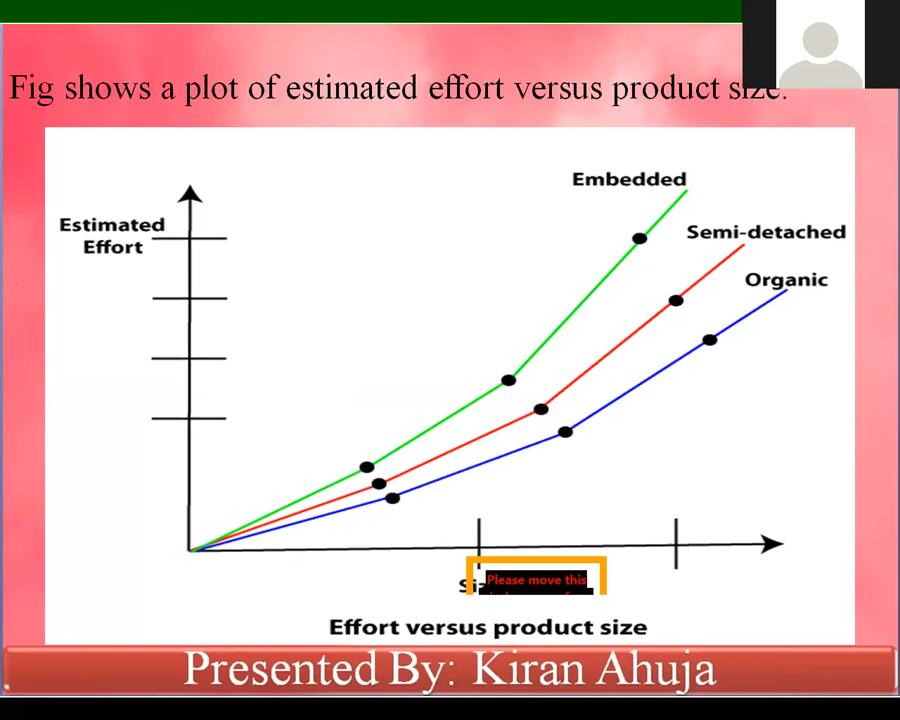 Fig shows a plot of estimated effort versus product size.
Embedded
Estimated
Effort
Semi-detached
Organic
Please move this
Effort versus product size
Presented By: Kiran Ahuja